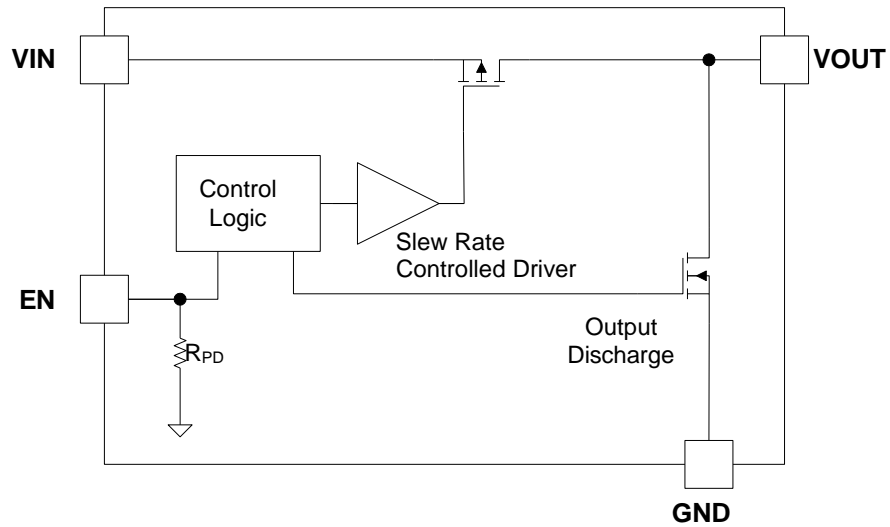 VIN
VOUT
Control
Logic
Slew Rate
Controlled Driver
EN
RPD
Output
Discharge
GND